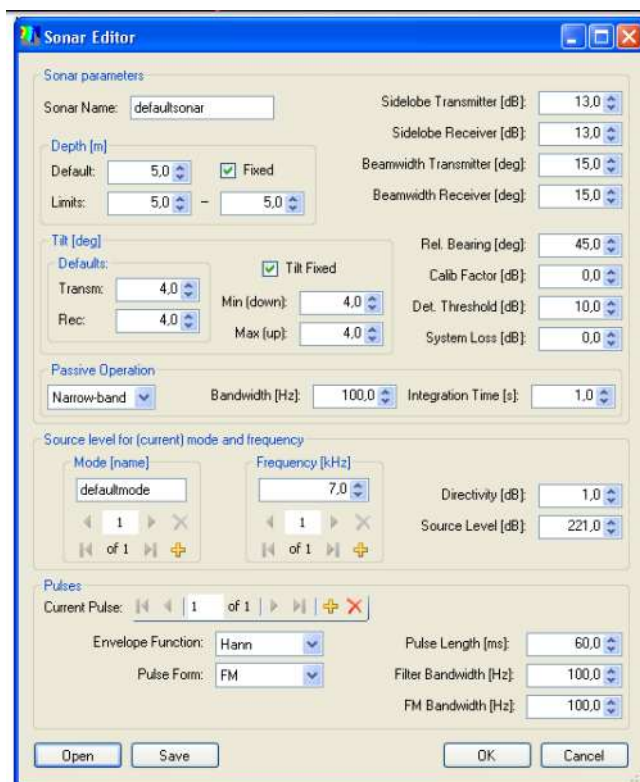 Sonar Editor
Sonar parameters
Sonar Name: defaultsonar
Sidelobe Transmitter [dB]: 13,0
Sidelobe Receiver [dB]: 13,0
Beamwidth Transmitter [deg]: 15,0
Beamwidth Receiver [deg]: 15,0
Depth [m]
Default: 5,0 Fixed
Limits: 5,0 – 5,0
Tilt [deg]
Defaults:
Transm: 4,0
Rec: 4,0
Tilt Fixed
Min (down): 4,0
Max (up): 4,0
Rel. Bearing [deg]: 45,0
Calib Factor [dB]: 0,0
Det. Threshold [dB]: 10,0
System Loss [dB]: 0,0
Passive Operation
Narrow-band Bandwidth [Hz]: 100,0 Integration Time [s]: 1,0
Source level for (current) mode and frequency
Mode [name]
defaultmode
1
of 1
Frequency [kHz]
7,0
1
of 1
Directivity [dB]: 1,0
Source Level [dB]: 221,0
Pulses
Current Pulse: 1 of 1
Envelope Function: Hann
Pulse Form: FM
Pulse Length [ms]: 60,0
Filter Bandwidth [Hz]: 100,0
FM Bandwidth [Hz]: 100,0
Open Save OK Cancel